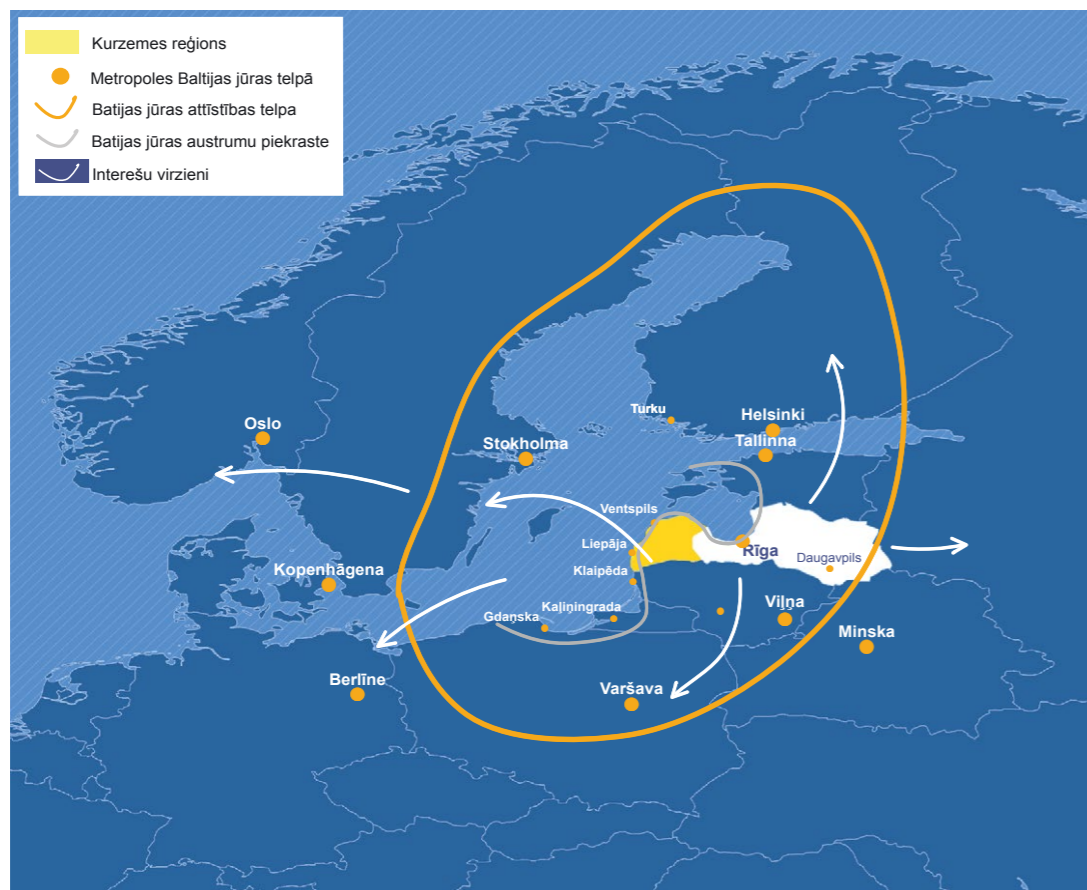 Kurzemes reģions
Metropoles Baltijas jūras telpā
Batijas jūras attīstības telpa
Batijas jūras austrumu piekraste
Interešu virzieni
Turku
Helsinki
Oslo
Stokholma
Tallinna
Ventspils
Liepāja
Rīga
Daugavpils
Kopenhāgena
Klaipēda
Kaļiņingrada
Gdaņska
Viļņa
Minska
Berlīne
Varšava